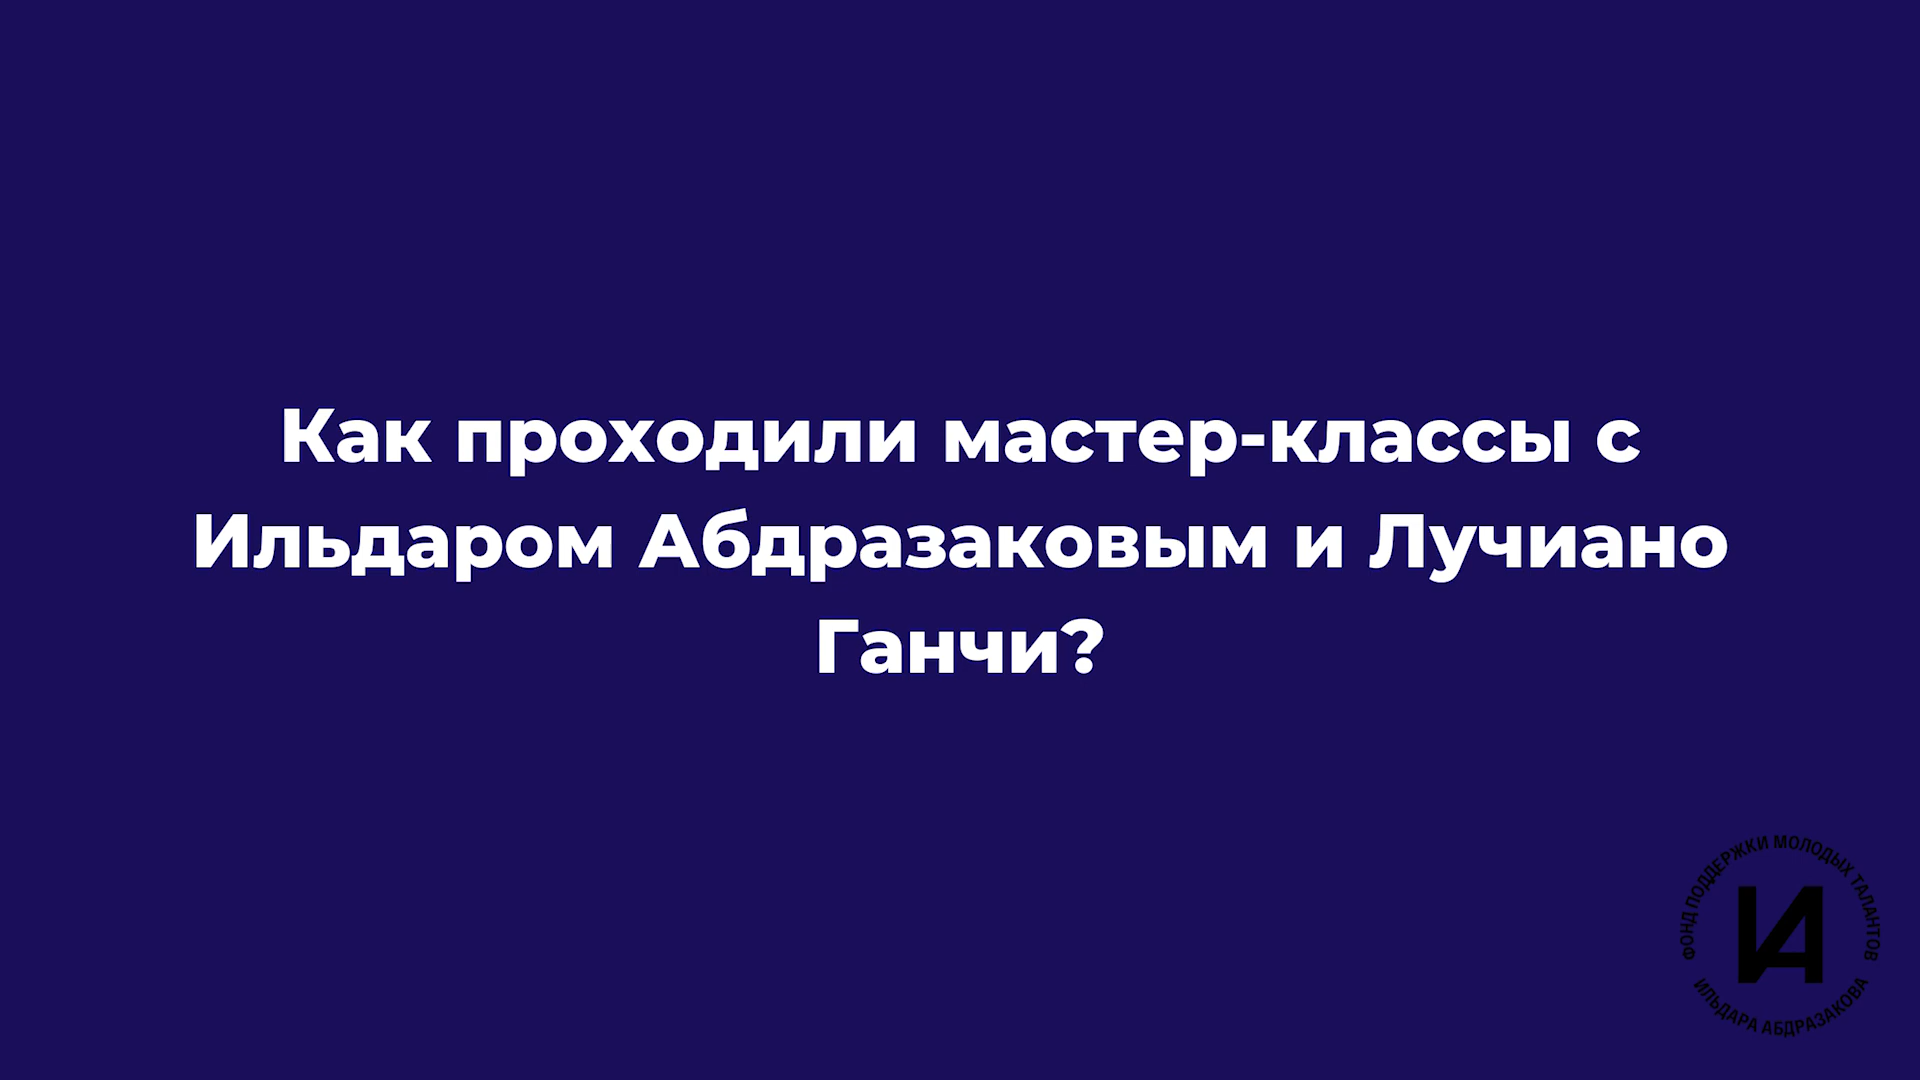 Как проходили мастер-классы с
Ильдаром Абдразаковым и Лучиано
Ганчи?
ФОНД ПОДДЕРЖКИ МОЛОДЫХ ТАЛАНТОВ
ИА
ИЛЬДАРА АБДРАЗАКОВА